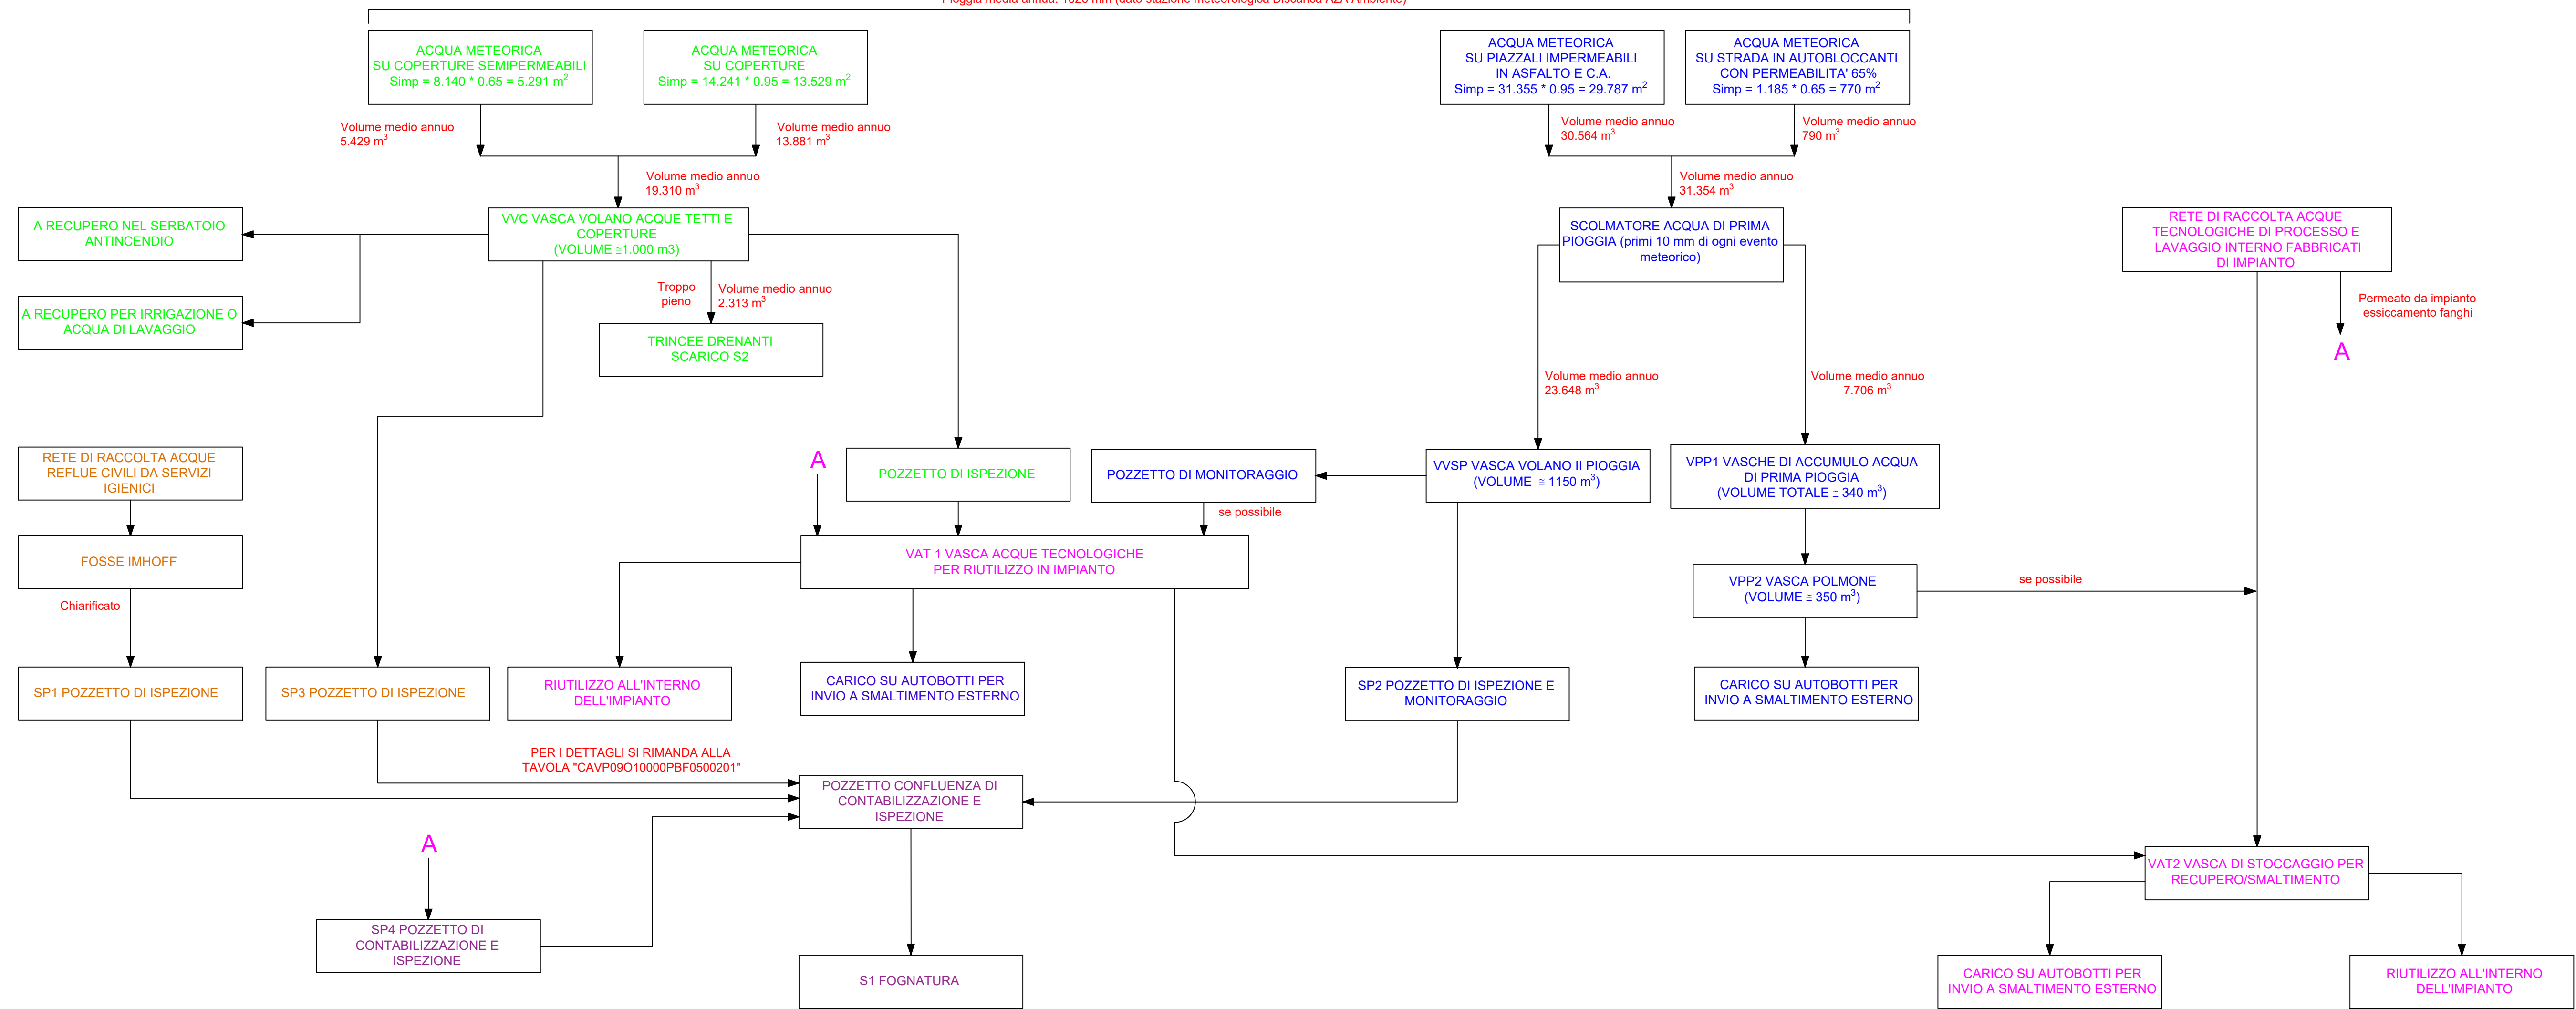 Pioggia media annua: 1026 mm (dato stazione meteorologica Discarica A2A Ambiente)
ACQUA METEORICA
SU COPERTURE SEMIPERMEABILI
Simp = 8.140 * 0.65 = 5.291 m²
ACQUA METEORICA
SU COPERTURE
Simp = 14.241 * 0.95 = 13.529 m²
ACQUA METEORICA
SU PIAZZALI IMPERMEABILI
IN ASFALTO E C.A.
Simp = 31.355 * 0.95 = 29.787 m²
ACQUA METEORICA
SU STRADA IN AUTOBLOCCANTI
CON PERMEABILITA' 65%
Simp = 1.185 * 0.65 = 770 m²
Volume medio annuo
5.429 m³
Volume medio annuo
13.881 m³
Volume medio annuo
30.564 m³
Volume medio annuo
790 m³
Volume medio annuo
19.310 m³
Volume medio annuo
31.354 m³
A RECUPERO NEL SERBATOIO
ANTINCENDIO
VVC VASCA VOLANO ACQUE TETTI E
COPERTURE
(VOLUME ≅1.000 m3)
SCOLMATORE ACQUA DI PRIMA
PIOGGIA (primi 10 mm di ogni evento
meteorico)
RETE DI RACCOLTA ACQUE
TECNOLOGICHE DI PROCESSO E
LAVAGGIO INTERNO FABBRICATI
DI IMPIANTO
A RECUPERO PER IRRIGAZIONE O
ACQUA DI LAVAGGIO
Troppo
pieno
Volume medio annuo
2.313 m³
Permeato da impianto
essiccamento fanghi
A
TRINCEE DRENANTI
SCARICO S2
Volume medio annuo
23.648 m³
Volume medio annuo
7.706 m³
RETE DI RACCOLTA ACQUE
REFLUE CIVILI DA SERVIZI
IGIENICI
A
POZZETTO DI ISPEZIONE
POZZETTO DI MONITORAGGIO
VVSP VASCA VOLANO II PIOGGIA
(VOLUME ≅ 1150 m³)
VPP1 VASCHE DI ACCUMULO ACQUA
DI PRIMA PIOGGIA
(VOLUME TOTALE ≅ 340 m³)
se possibile
FOSSE IMHOFF
VAT 1 VASCA ACQUE TECNOLOGICHE
PER RIUTILIZZO IN IMPIANTO
VPP2 VASCA POLMONE
(VOLUME ≅ 350 m³)
se possibile
Chiarificato
SP1 POZZETTO DI ISPEZIONE
SP3 POZZETTO DI ISPEZIONE
RIUTILIZZO ALL'INTERNO
DELL'IMPIANTO
CARICO SU AUTOBOTTI PER
INVIO A SMALTIMENTO ESTERNO
SP2 POZZETTO DI ISPEZIONE E
MONITORAGGIO
CARICO SU AUTOBOTTI PER
INVIO A SMALTIMENTO ESTERNO
PER I DETTAGLI SI RIMANDA ALLA
TAVOLA "CAVP09O10000PBF0500201"
POZZETTO CONFLUENZA DI
CONTABILIZZAZIONE E
ISPEZIONE
A
VAT2 VASCA DI STOCCAGGIO PER
RECUPERO/SMALTIMENTO
SP4 POZZETTO DI
CONTABILIZZAZIONE E
ISPEZIONE
S1 FOGNATURA
CARICO SU AUTOBOTTI PER
INVIO A SMALTIMENTO ESTERNO
RIUTILIZZO ALL'INTERNO
DELL'IMPIANTO